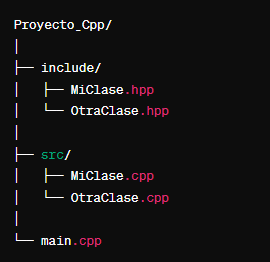 Proyecto_Cpp/
│
├── include/
│   ├── MiClase.hpp
│   └── OtraClase.hpp
│
├── src/
│   ├── MiClase.cpp
│   └── OtraClase.cpp
│
└── main.cpp